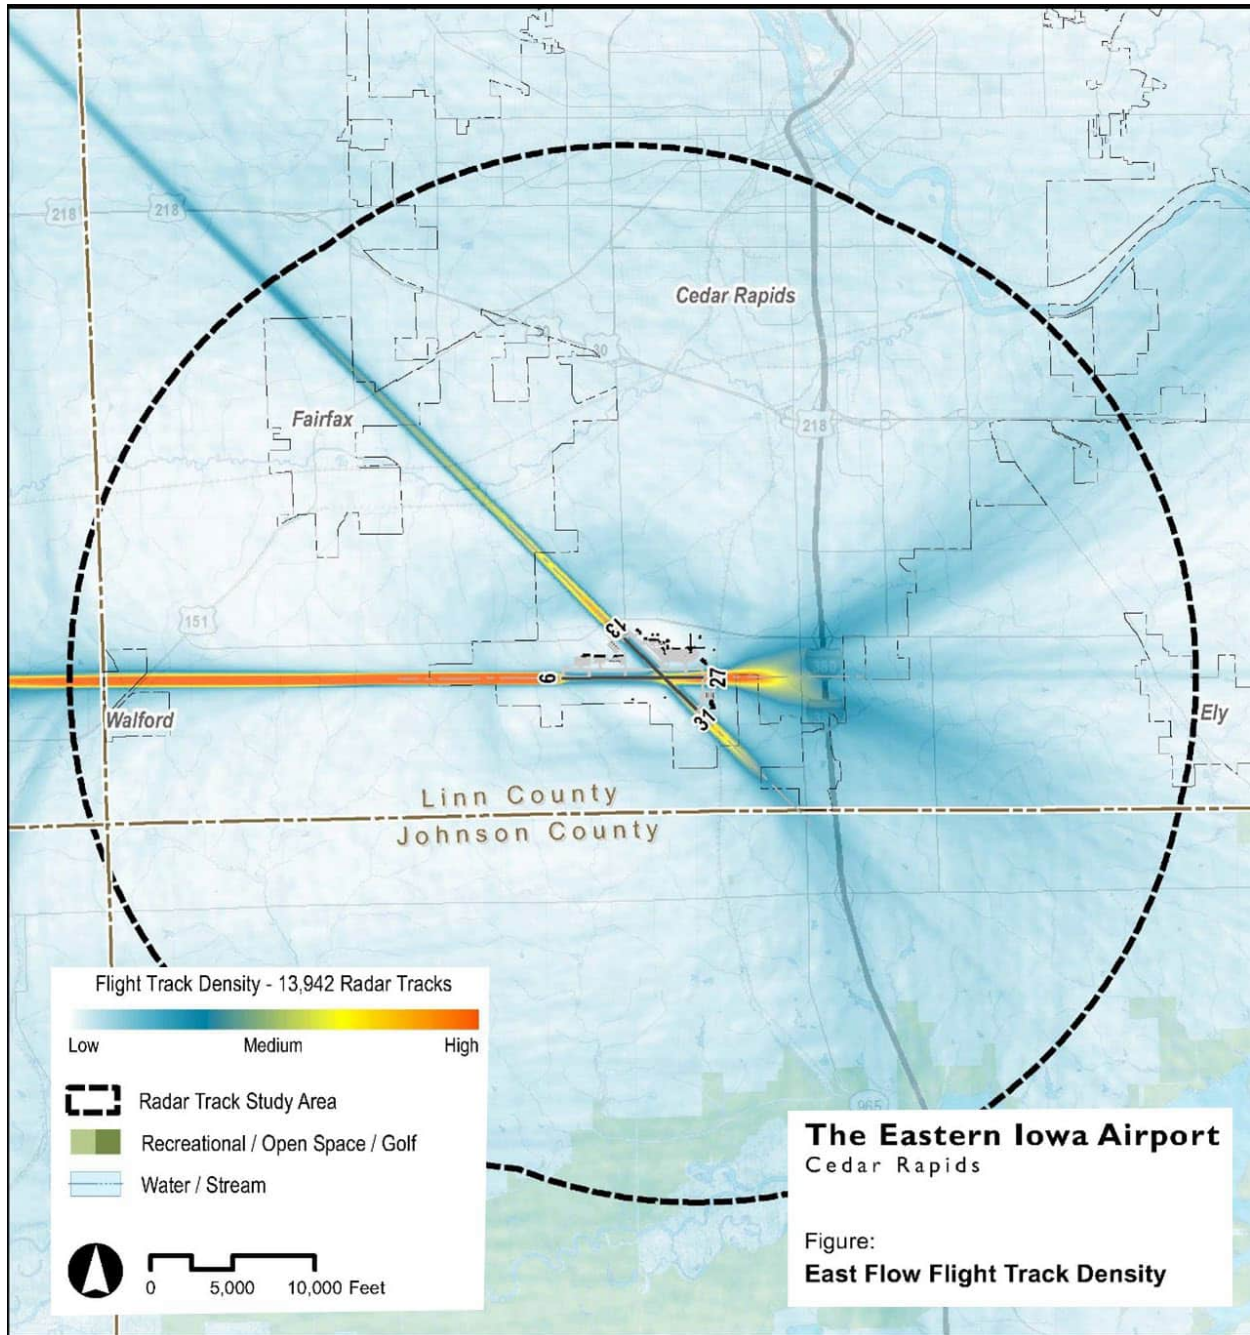 218
218
Cedar Rapids
30
218
Fairfax
151
13
9
27
31
Walford
Ely
Linn County
Johnson County
965
Flight Track Density - 13,942 Radar Tracks
Low Medium High
Radar Track Study Area
Recreational / Open Space / Golf
Water / Stream
0 5,000 10,000 Feet
The Eastern Iowa Airport
Cedar Rapids
Figure:
East Flow Flight Track Density